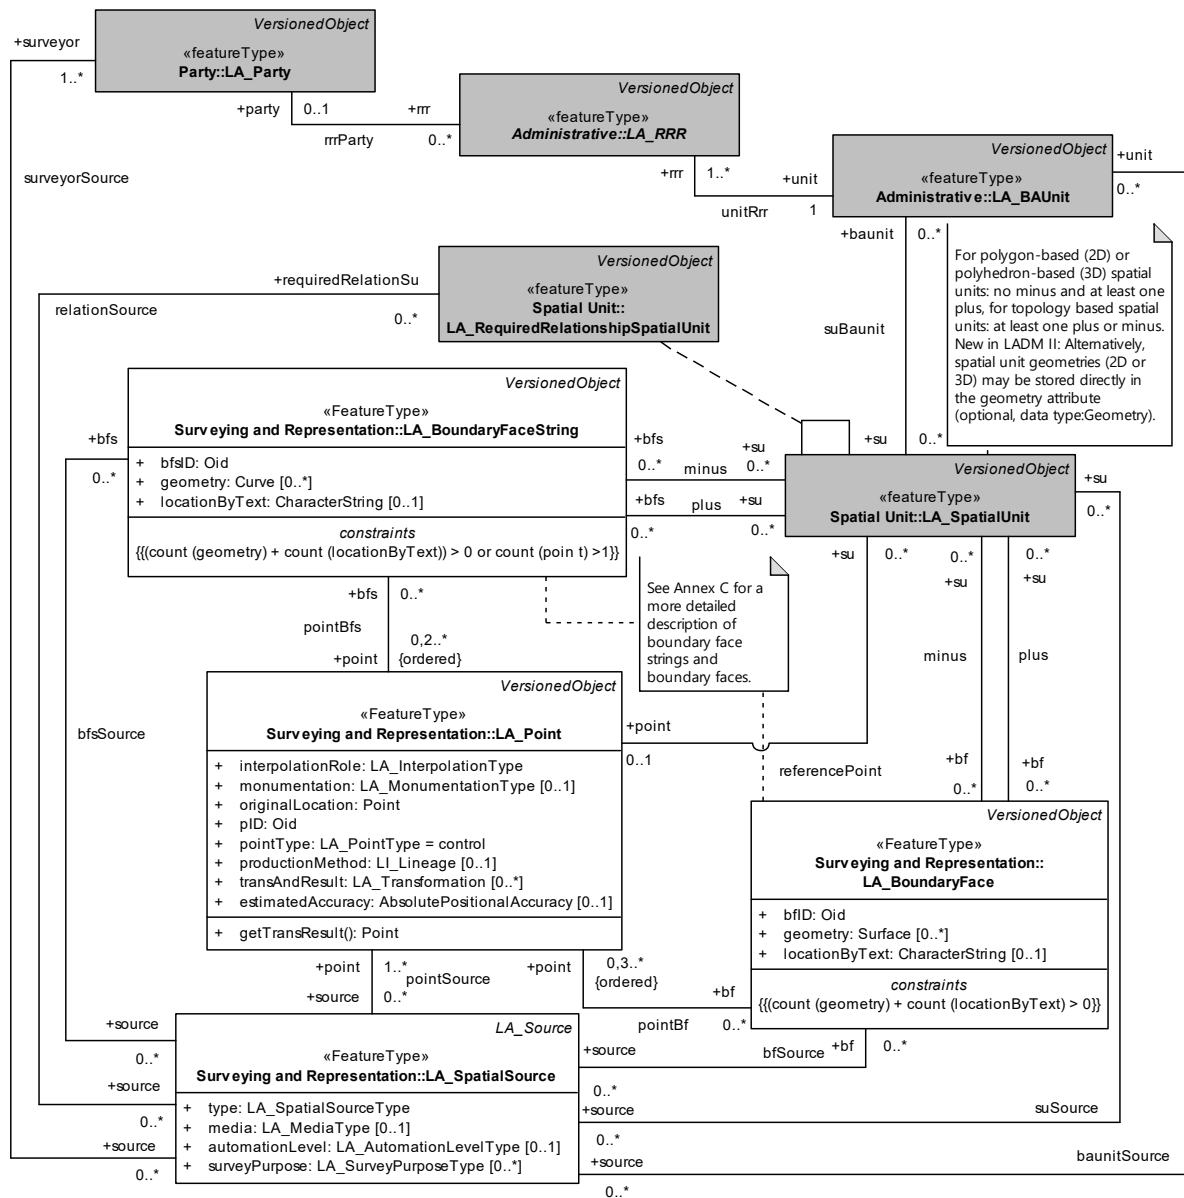 VersionedObject
«featureType»
Party::LA_Party
+surveyor
1..*
+party
0..1
+rrr
rrrParty
0..*
VersionedObject
«featureType»
Administrative::LA_RRR
+rrr
1..*
+unit
unitRrr
1
VersionedObject
«featureType»
Administrative::LA_BAUnit
+unit
0..*
surveyorSource
+baunit
0..*
suBaunit
For polygon-based (2D) or
polyhedron-based (3D) spatial
units: no minus and at least one
plus, for topology based spatial
units: at least one plus or minus.
New in LADM II: Alternatively,
spatial unit geometries (2D or
3D) may be stored directly in
the geometry attribute
(optional, data type:Geometry).
+requiredRelationSu
relationSource
0..*
VersionedObject
«featureType»
Spatial Unit::
LA_RequiredRelationshipSpatialUnit
VersionedObject
«FeatureType»
Surveying and Representation::LA_BoundaryFaceString
+ bfsID: Oid
+ geometry: Curve [0..*]
+ locationByText: CharacterString [0..1]
constraints
{{(count (geometry) + count (locationByText)) > 0 or count (poin t) >1}}
+bfs
0..*
+bfs
0..*
minus
+su
0..*
+bfs
0..*
plus
+su
0..*
+su
0..*
VersionedObject
«featureType»
Spatial Unit::LA_SpatialUnit
+su
0..*
+su
0..*
0..*
+su
0..*
+su
See Annex C for a
more detailed
description of
boundary face
strings and
boundary faces.
+bfs
0..*
pointBfs
0,2..*
+point
{ordered}
minus
plus
bfsSource
VersionedObject
«FeatureType»
Surveying and Representation::LA_Point
+ interpolationRole: LA_InterpolationType
+ monumentation: LA_MonumentationType [0..1]
+ originalLocation: Point
+ pID: Oid
+ pointType: LA_PointType = control
+ productionMethod: LI_Lineage [0..1]
+ transAndResult: LA_Transformation [0..*]
+ estimatedAccuracy: AbsolutePositionalAccuracy [0..1]
+ getTransResult(): Point
+point
0..1
referencePoint
+bf
0..*
+bf
0..*
VersionedObject
«FeatureType»
Surveying and Representation::
LA_BoundaryFace
+ bfID: Oid
+ geometry: Surface [0..*]
+ locationByText: CharacterString [0..1]
constraints
{{(count (geometry) + count (locationByText) > 0}}
+point
1..*
pointSource
+source
0..*
+point
0,3..*
{ordered}
+bf
pointBf
0..*
LA_Source
«FeatureType»
Surveying and Representation::LA_SpatialSource
+ type: LA_SpatialSourceType
+ media: LA_MediaType [0..1]
+ automationLevel: LA_AutomationLevelType [0..1]
+ surveyPurpose: LA_SurveyPurposeType [0..*]
+source
0..*
+source
0..*
+source
0..*
+source
0..*
bfSource
+bf
0..*
+source
0..*
suSource
+source
0..*
baunitSource